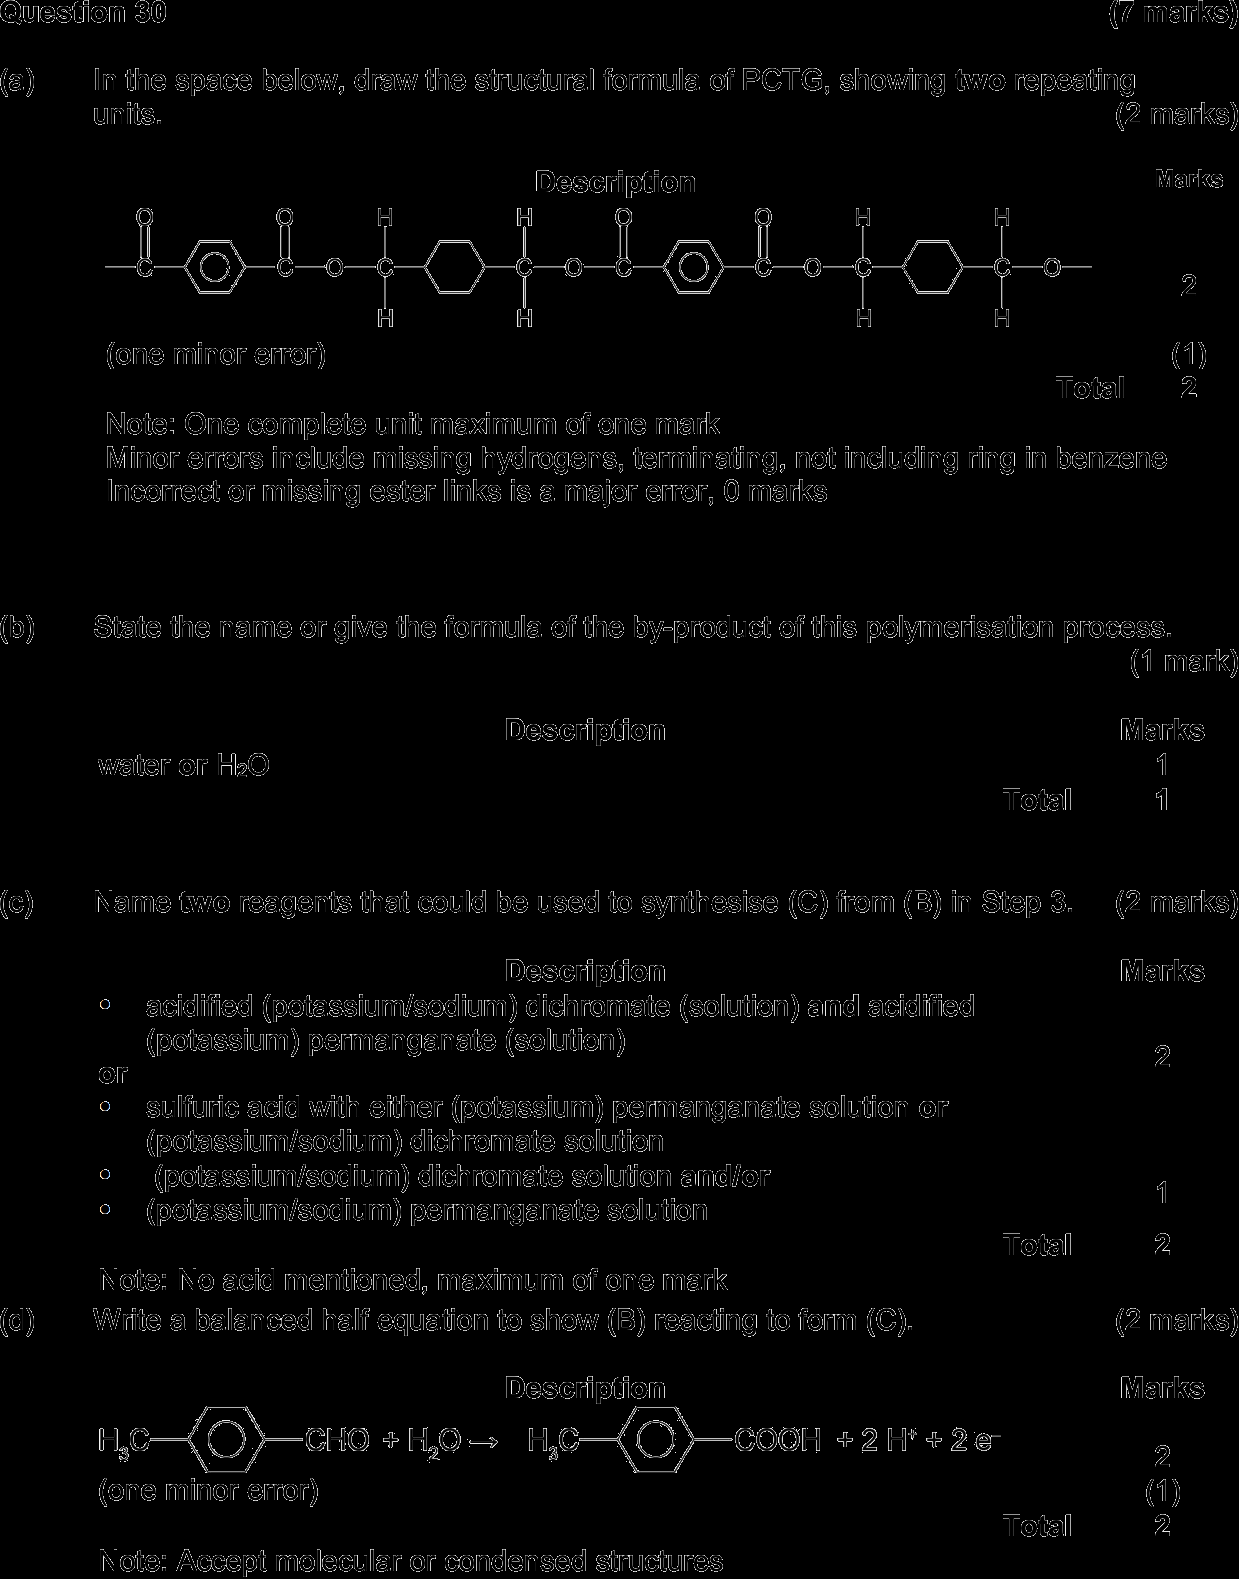 Question 30 (7 marks)
(a) In the space below, draw the structural formula of PCTG, showing two repeating
units. (2 marks)
Description Marks
O O H H O O H H
C C O C C O C C O C C O
H H H H
2
(one minor error) (1)
Total 2
Note: One complete unit maximum of one mark
Minor errors include missing hydrogens, terminating, not including ring in benzene
Incorrect or missing ester links is a major error, 0 marks
(b) State the name or give the formula of the by-product of this polymerisation process.
(1 mark)
Description Marks
water or H₂O 1
Total 1
(c) Name two reagents that could be used to synthesise (C) from (B) in Step 3. (2 marks)
Description Marks
• acidified (potassium/sodium) dichromate (solution) and acidified
(potassium) permanganate (solution)
2
or
• sulfuric acid with either (potassium) permanganate solution or
(potassium/sodium) dichromate solution
• (potassium/sodium) dichromate solution and/or
1
• (potassium/sodium) permanganate solution
Total 2
Note: No acid mentioned, maximum of one mark
(d) Write a balanced half equation to show (B) reacting to form (C). (2 marks)
Description Marks
H₃C CHO + H₂O → H₃C COOH + 2 H⁺ + 2 e⁻
2
(one minor error) (1)
Total 2
Note: Accept molecular or condensed structures